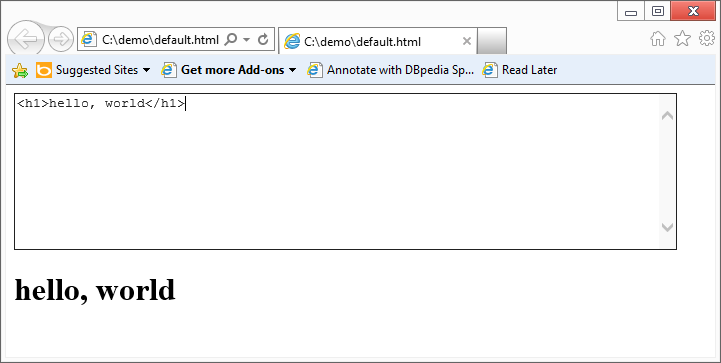 C:\demo\default.html
C:\demo\default.html
Suggested Sites
Get more Add-ons
Annotate with DBpedia Sp...
Read Later
<h1>hello, world</h1>
hello, world